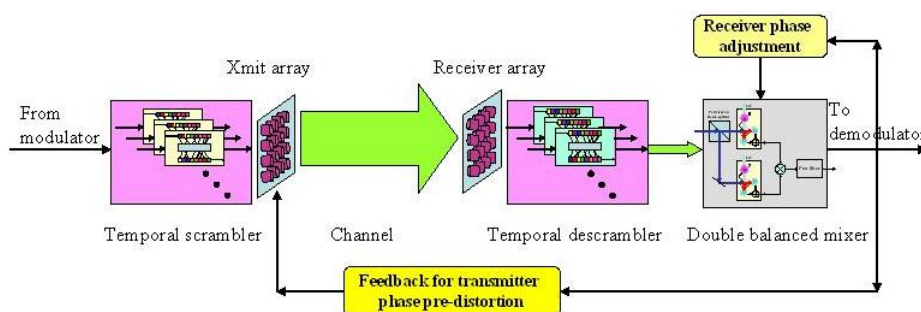 Receiver phase
adjustment
Xmit array
Receiver array
From
modulator
To
demodulator
Temporal scrambler
Channel
Temporal descrambler
Double balanced mixer
Feedback for transmitter
phase pre-distortion